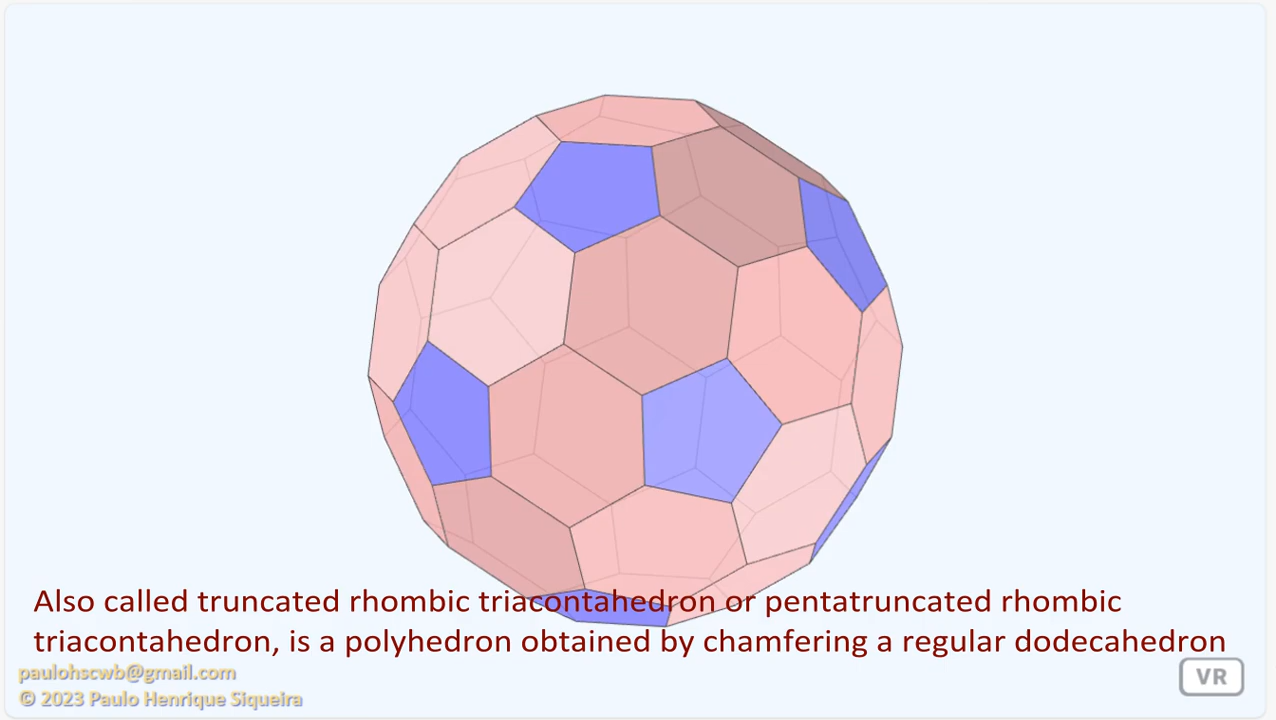 Also called truncated rhombic triacontahedron or pentatruncated rhombic
triacontahedron, is a polyhedron obtained by chamfering a regular dodecahedron
paulohscwb@gmail.com
© 2023 Paulo Henrique Siqueira
VR